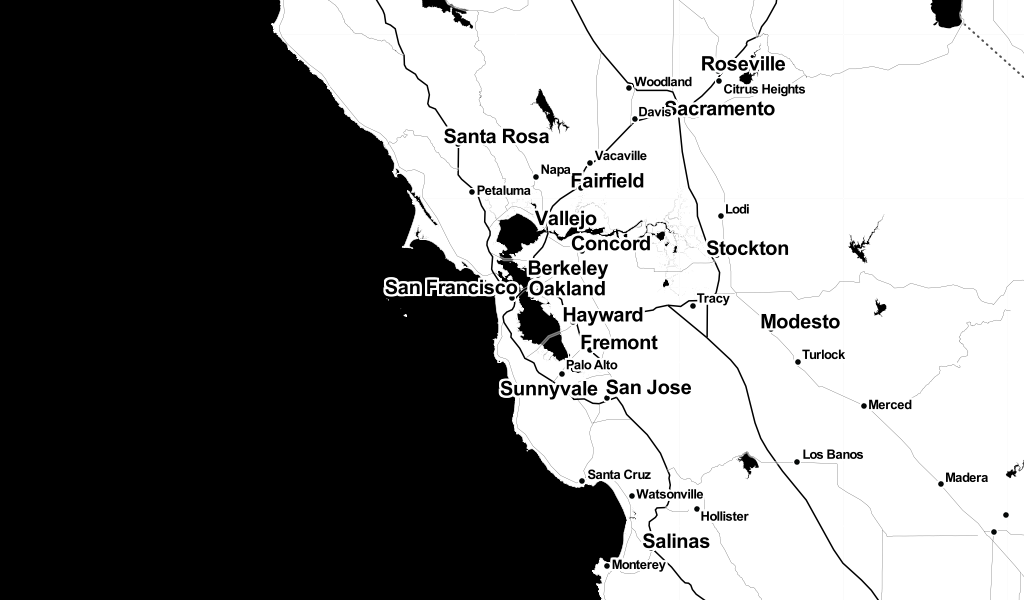 Roseville
Woodland
Citrus Heights
Davis
Sacramento
Santa Rosa
Vacaville
Napa
Fairfield
Petaluma
Lodi
Vallejo
Concord
Stockton
Berkeley
San Francisco
Oakland
Tracy
Hayward
Modesto
Fremont
Turlock
Palo Alto
Sunnyvale
San Jose
Merced
Los Banos
Santa Cruz
Madera
Watsonville
Hollister
Salinas
Monterey